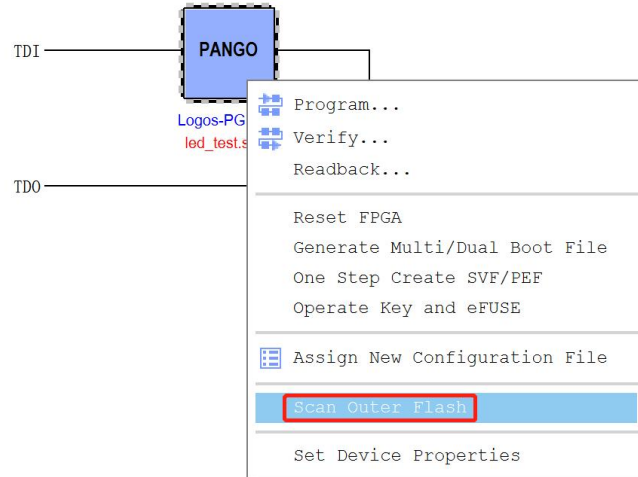 TDI
PANGO
Logos-PG
led_test.s
TDO
Program...
Verify...
Readback...
Reset FPGA
Generate Multi/Dual Boot File
One Step Create SVF/PEF
Operate Key and eFUSE
Assign New Configuration File
Scan Outer Flash
Set Device Properties